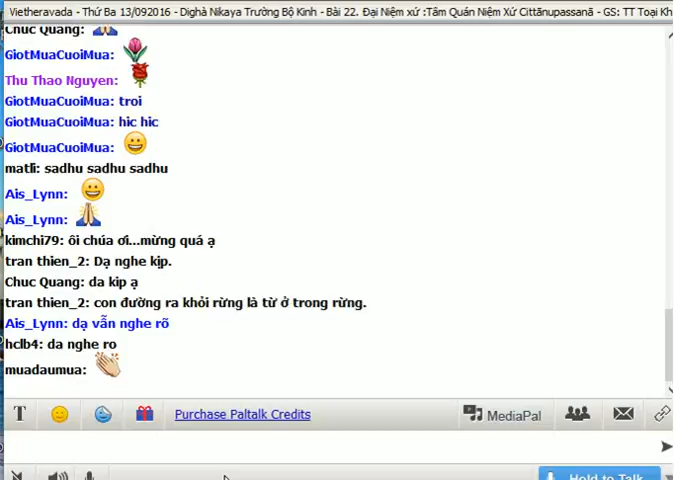 Vietheravada - Thứ Ba 13/092016 - Dighà Nikaya Trường Bộ Kinh - Bài 22. Đại Niệm xứ :Tâm Quán Niệm Xứ Cittānupassanā - GS: TT Toại Kh
Chuc Quang:
GiotMuaCuoiMua:
Thu Thao Nguyen:
GiotMuaCuoiMua: troi
GiotMuaCuoiMua: hic hic
GiotMuaCuoiMua:
matli: sadhu sadhu sadhu
Ais_Lynn:
Ais_Lynn:
kimchi79: ôi chúa ơi...mừng quá ạ
tran thien_2: Dạ nghe kịp.
Chuc Quang: da kip ạ
tran thien_2: con đường ra khỏi rừng là từ ở trong rừng.
Ais_Lynn: dạ vẫn nghe rõ
hclb4: da nghe ro
muadaumua:
T Purchase Paltalk Credits MediaPal
Hold to Talk